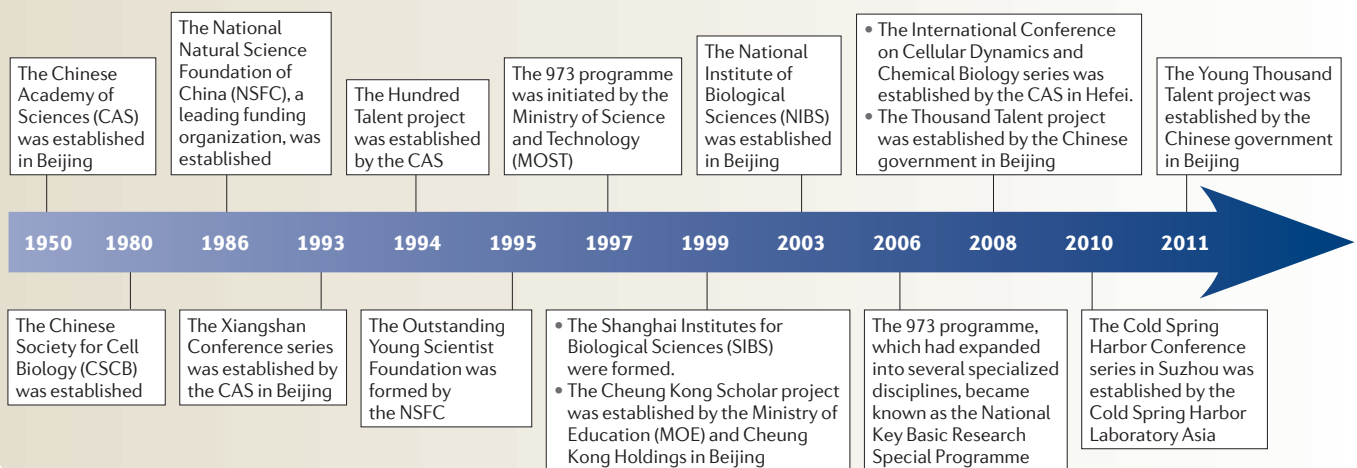 The Chinese
Academy of
Sciences (CAS)
was established
in Beijing
The National
Natural Science
Foundation of
China (NSFC), a
leading funding
organization, was
established
The Hundred
Talent project
was established
by the CAS
The 973 programme
was initiated by the
Ministry of Science
and Technology
(MOST)
The National
Institute of
Biological
Sciences (NIBS)
was established
in Beijing
• The International Conference
on Cellular Dynamics and
Chemical Biology series was
established by the CAS in Hefei.
• The Thousand Talent project
was established by the Chinese
government in Beijing
The Young Thousand
Talent project was
established by the
Chinese government
in Beijing
1950 1980 1986 1993 1994 1995 1997 1999 2003 2006 2008 2010 2011
The Chinese
Society for Cell
Biology (CSCB)
was established
The Xiangshan
Conference series
was established by
the CAS in Beijing
The Outstanding
Young Scientist
Foundation was
formed by
the NSFC
• The Shanghai Institutes for
Biological Sciences (SIBS)
were formed.
• The Cheung Kong Scholar project
was established by the Ministry of
Education (MOE) and Cheung
Kong Holdings in Beijing
The 973 programme,
which had expanded
into several specialized
disciplines, became
known as the National
Key Basic Research
Special Programme
The Cold Spring
Harbor Conference
series in Suzhou was
established by the
Cold Spring Harbor
Laboratory Asia